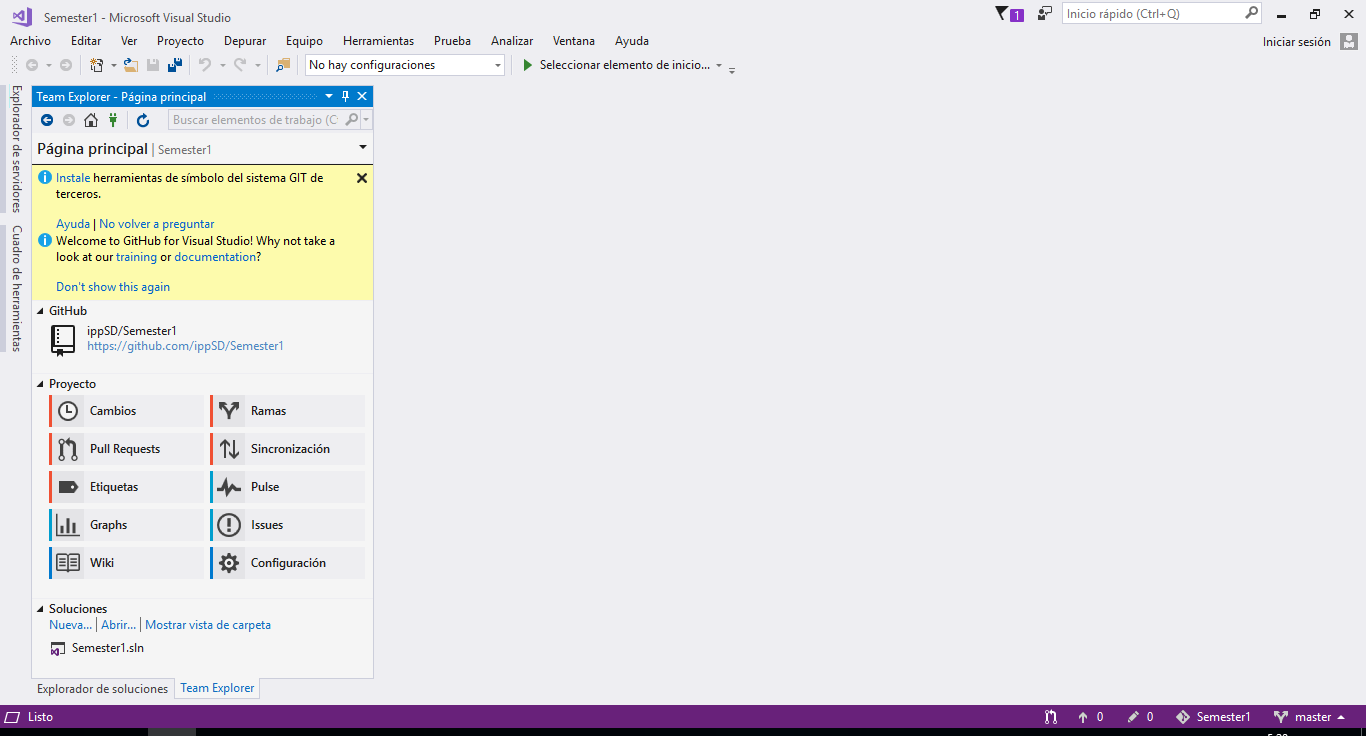 Semester1 - Microsoft Visual Studio
1
Inicio rápido (Ctrl+Q)
Archivo Editar Ver Proyecto Depurar Equipo Herramientas Prueba Analizar Ventana Ayuda
Iniciar sesión
No hay configuraciones
Seleccionar elemento de inicio...
Explorador de servidores
Cuadro de herramientas
Team Explorer - Página principal
Buscar elementos de trabajo (C
Página principal | Semester1
Instale herramientas de símbolo del sistema GIT de
terceros.
Ayuda | No volver a preguntar
Welcome to GitHub for Visual Studio! Why not take a
look at our training or documentation?
Don't show this again
GitHub
ippSD/Semester1
https://github.com/ippSD/Semester1
Proyecto
Cambios Ramas
Pull Requests Sincronización
Etiquetas Pulse
Graphs Issues
Wiki Configuración
Soluciones
Nueva... | Abrir... | Mostrar vista de carpeta
Semester1.sln
Explorador de soluciones Team Explorer
Listo 0 0 Semester1 master